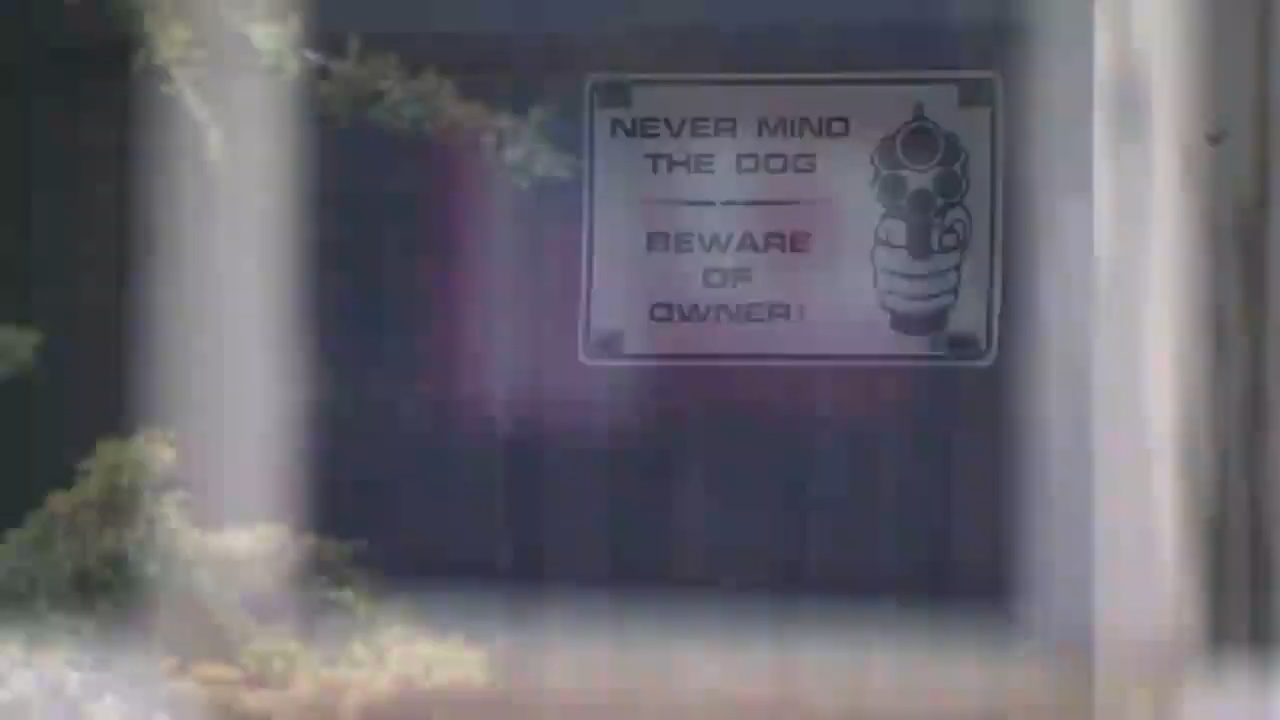 NEVER MIND
THE DOG
BEWARE
OF
OWNER!